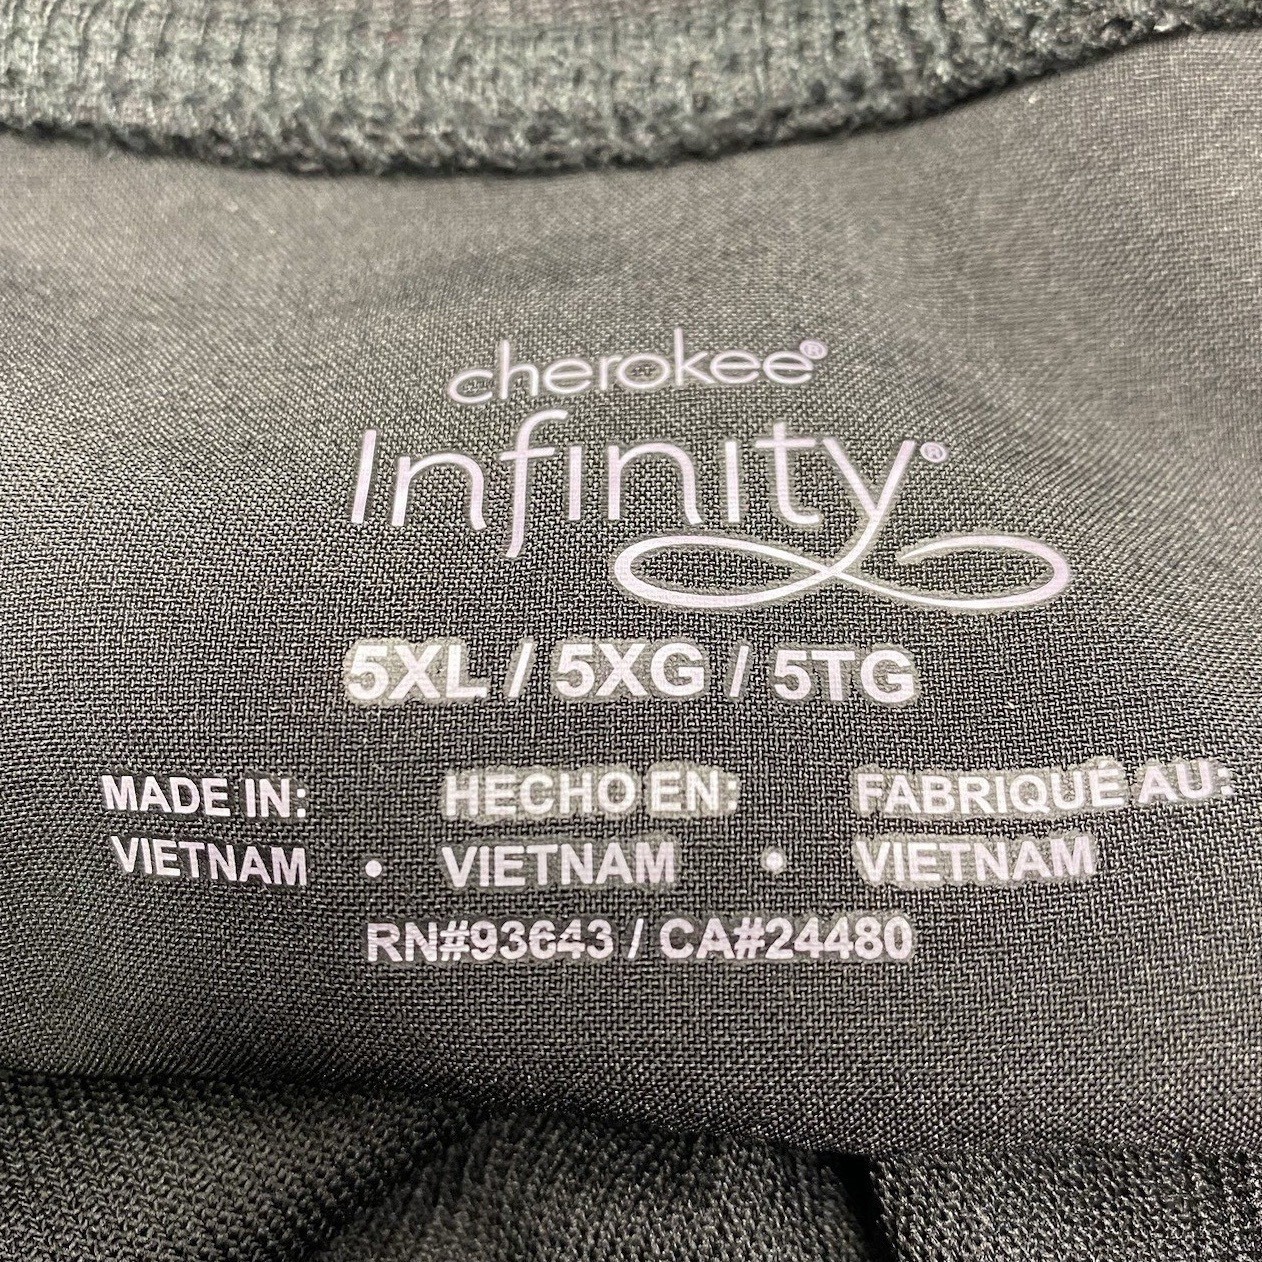 cherokee®
Infinity®
5XL / 5XG / 5TG
MADE IN: HECHO EN: FABRIQUÉ AU:
VIETNAM • VIETNAM • VIETNAM
RN#93643 / CA#24480